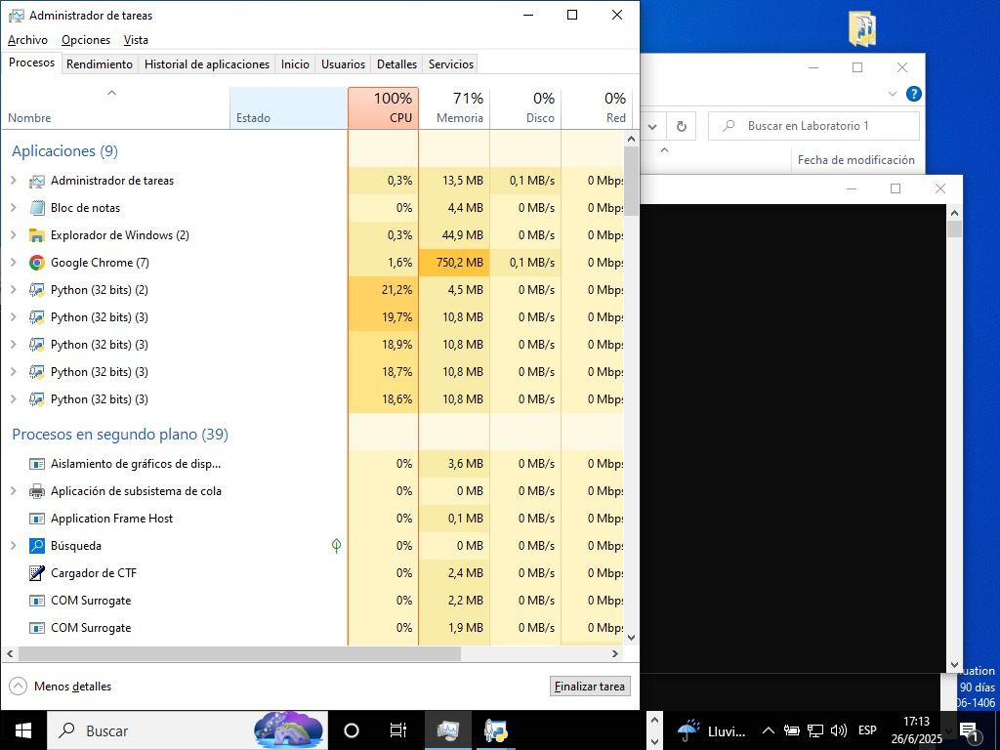 Administrador de tareas
Archivo Opciones Vista
Procesos Rendimiento Historial de aplicaciones Inicio Usuarios Detalles Servicios
100% 71% 0% 0%
Nombre Estado CPU Memoria Disco Red
Aplicaciones (9)
Administrador de tareas 0,3% 13,5 MB 0,1 MB/s 0 Mbps
Bloc de notas 0% 4,4 MB 0 MB/s 0 Mbps
Explorador de Windows (2) 0,3% 44,9 MB 0 MB/s 0 Mbps
Google Chrome (7) 1,6% 750,2 MB 0,1 MB/s 0 Mbps
Python (32 bits) (2) 21,2% 4,5 MB 0 MB/s 0 Mbps
Python (32 bits) (3) 19,7% 10,8 MB 0 MB/s 0 Mbps
Python (32 bits) (3) 18,9% 10,8 MB 0 MB/s 0 Mbps
Python (32 bits) (3) 18,7% 10,8 MB 0 MB/s 0 Mbps
Python (32 bits) (3) 18,6% 10,8 MB 0 MB/s 0 Mbps
Procesos en segundo plano (39)
Aislamiento de gráficos de disp... 0% 3,6 MB 0 MB/s 0 Mbps
Aplicación de subsistema de cola 0% 0 MB 0 MB/s 0 Mbps
Application Frame Host 0% 0,1 MB 0 MB/s 0 Mbps
Búsqueda 0% 0 MB 0 MB/s 0 Mbps
Cargador de CTF 0% 2,4 MB 0 MB/s 0 Mbps
COM Surrogate 0% 2,2 MB 0 MB/s 0 Mbps
COM Surrogate 0% 1,9 MB 0 MB/s 0 Mbps
Menos detalles Finalizar tarea
?
Buscar en Laboratorio 1
Fecha de modificación
uation
90 días
06-1406
Buscar Lluvi... ESP 17:13
26/6/2025 1